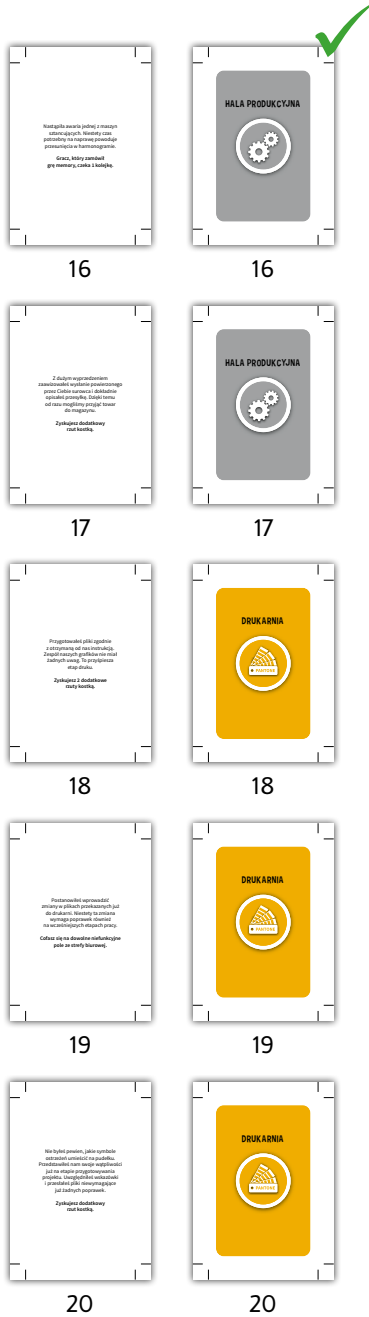 Nastąpiła awaria jednej z maszyn
sztancujących. Niestety czas
potrzebny na naprawę powoduje
przesunięcia w harmonogramie.
Gracz, który zamówił
grę memory, czeka 1 kolejkę.
HALA PRODUKCYJNA
16
16
Z dużym wyprzedzeniem
zaawizowałeś wysłanie powierzonego
przez Ciebie surowca i dokładnie
opisałeś przesyłkę. Dzięki temu
od razu mogliśmy przyjąć towar
do magazynu.
Zyskujesz dodatkowy
rzut kostką.
HALA PRODUKCYJNA
17
17
Przygotowałeś pliki zgodnie
z otrzymaną od nas instrukcją.
Zespół naszych grafików nie miał
żadnych uwag. To przyśpiesza
etap druku.
Zyskujesz 2 dodatkowe
rzuty kostką.
DRUKARNIA
PANTONE
18
18
Postanowiłeś wprowadzić
zmiany w plikach przekazanych już
do drukarni. Niestety ta zmiana
wymaga poprawek również
na wcześniejszych etapach pracy.
Cofasz się na dowolne niefunkcyjne
pole ze strefy biurowej.
DRUKARNIA
PANTONE
19
19
Nie byłeś pewien, jakie symbole
ostrzeżeń umieścić na pudełku.
Przedstawiłeś nam swoje wątpliwości
już na etapie przygotowywania
projektu. Uwzględniłeś wskazówki
i przesłałeś pliki niewymagające
już żadnych poprawek.
Zyskujesz dodatkowy
rzut kostką.
DRUKARNIA
PANTONE
20
20